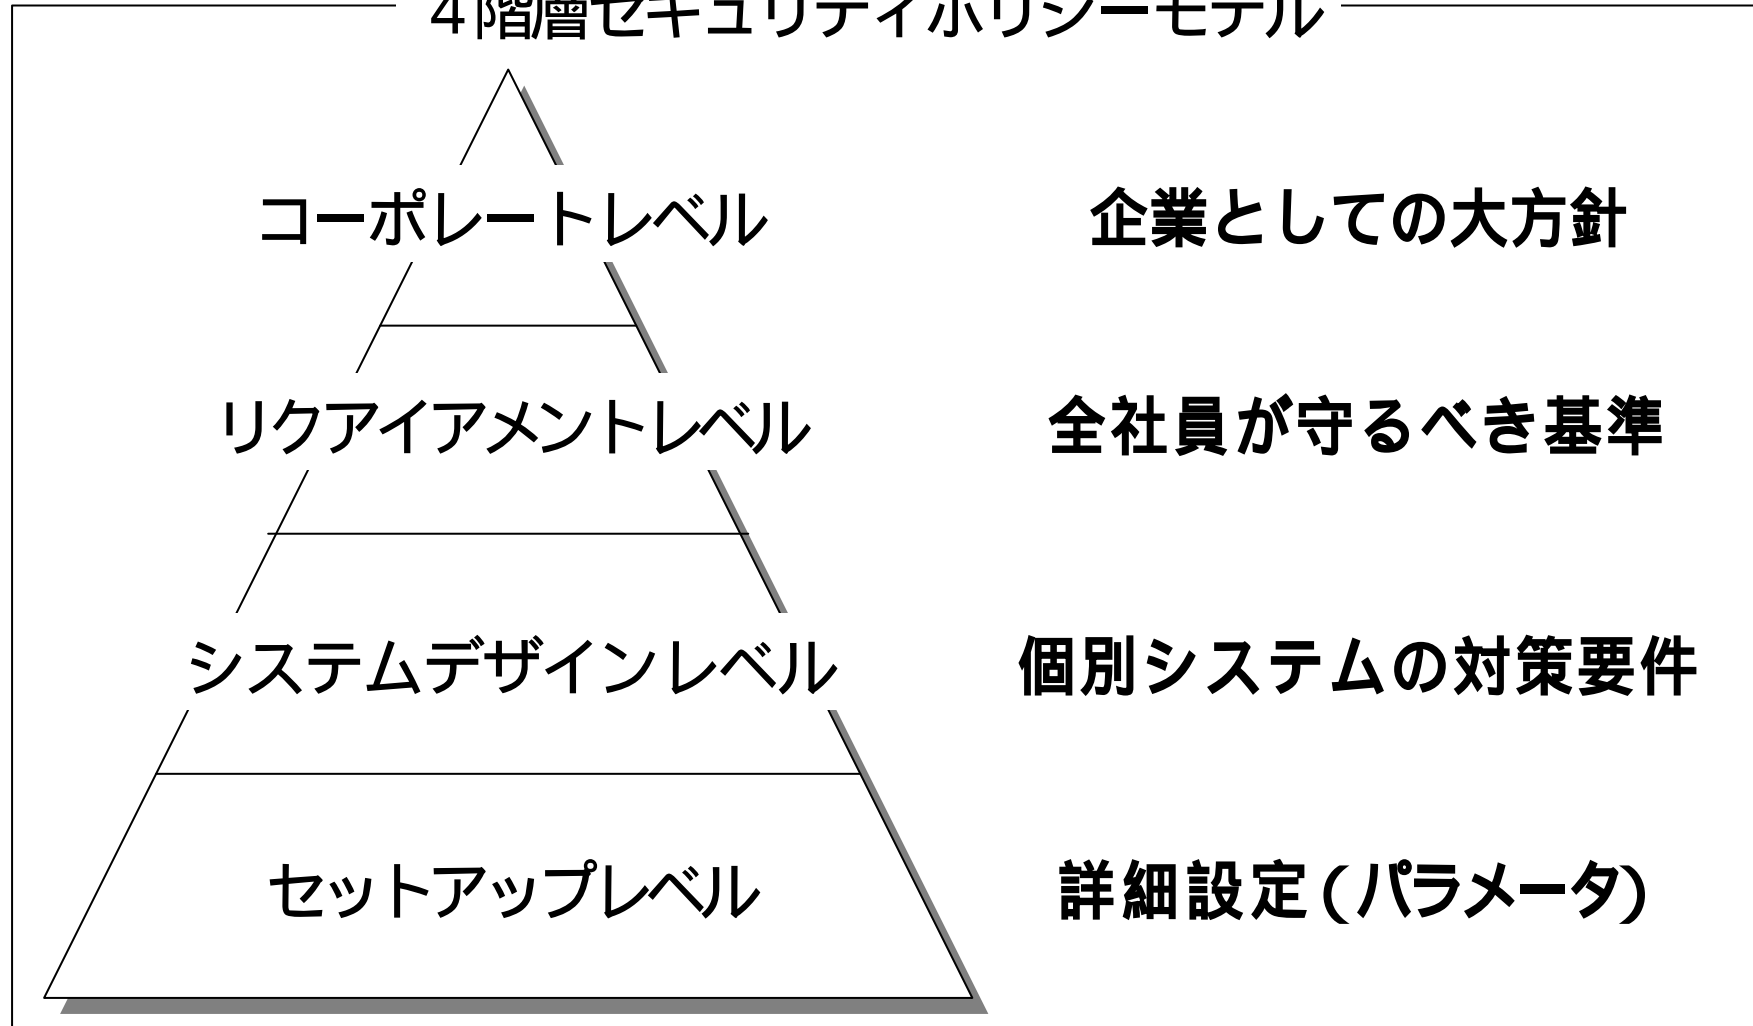 ４階層セキュリティポリシーモデル
コーポレートレベル 企業としての大方針
リクアイアメントレベル 全社員が守るべき基準
システムデザインレベル 個別システムの対策要件
セットアップレベル 詳細設定(パラメータ)